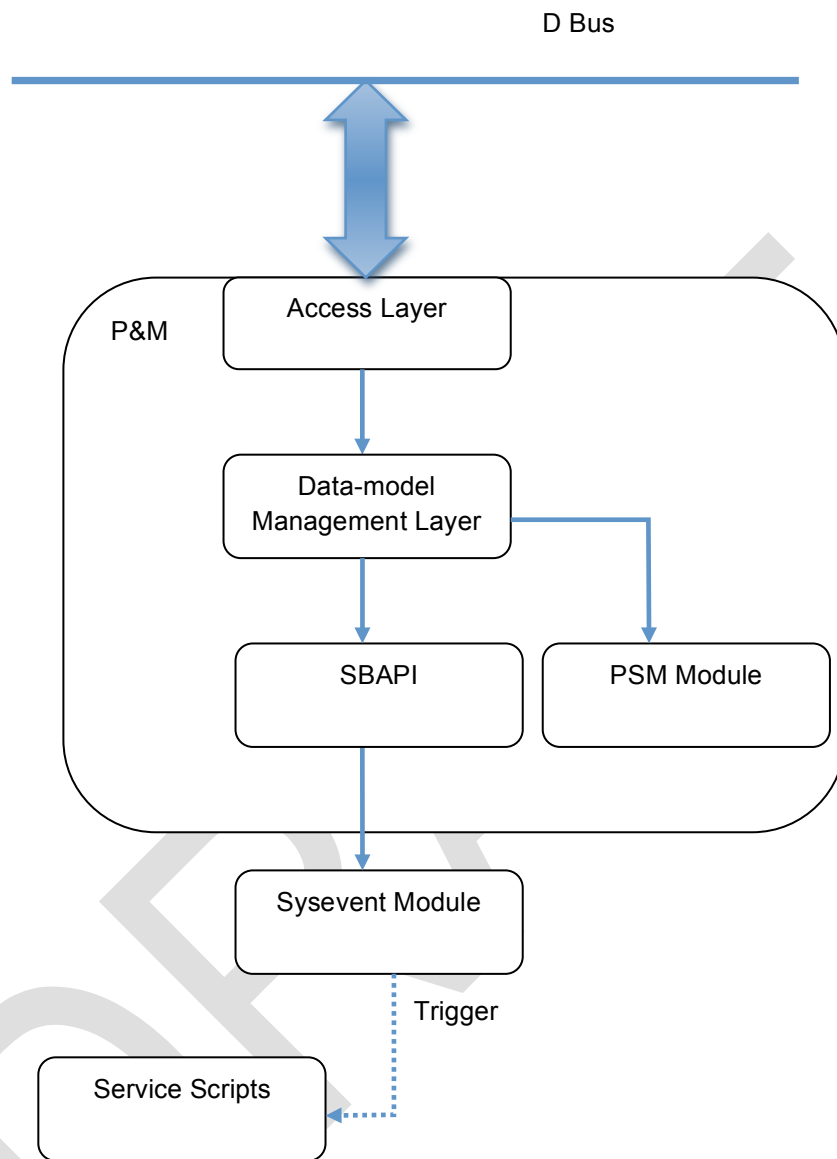 D Bus
Access Layer
P&M
Data-model
Management Layer
SBAPI
PSM Module
Sysevent Module
Trigger
Service Scripts